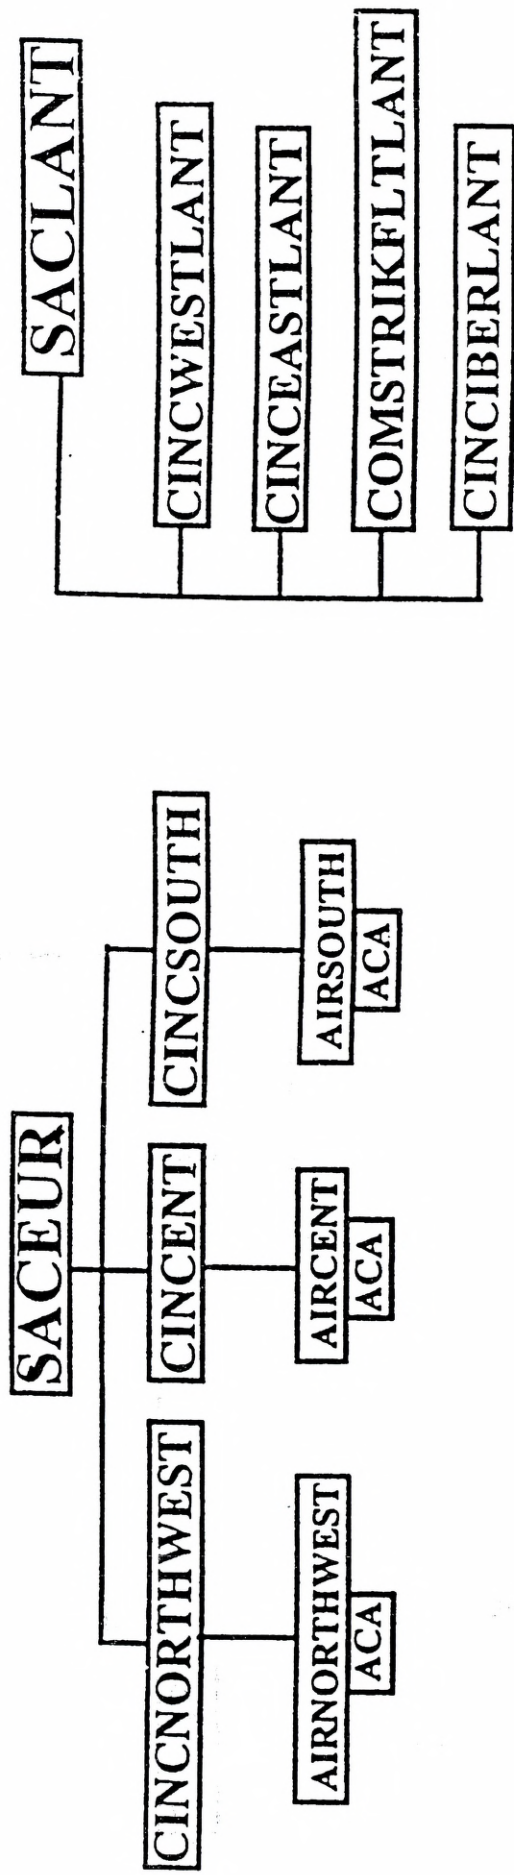 SACEUR
CINCNORTHWEST
CINCENT
CINCSOUTH
AIRNORTHWEST
ACA
AIRCENT
ACA
AIRSOUTH
ACA
SACLANT
CINCWESTLANT
CINCEASTLANT
COMSTRIKFLTLANT
CINCIBERLANT